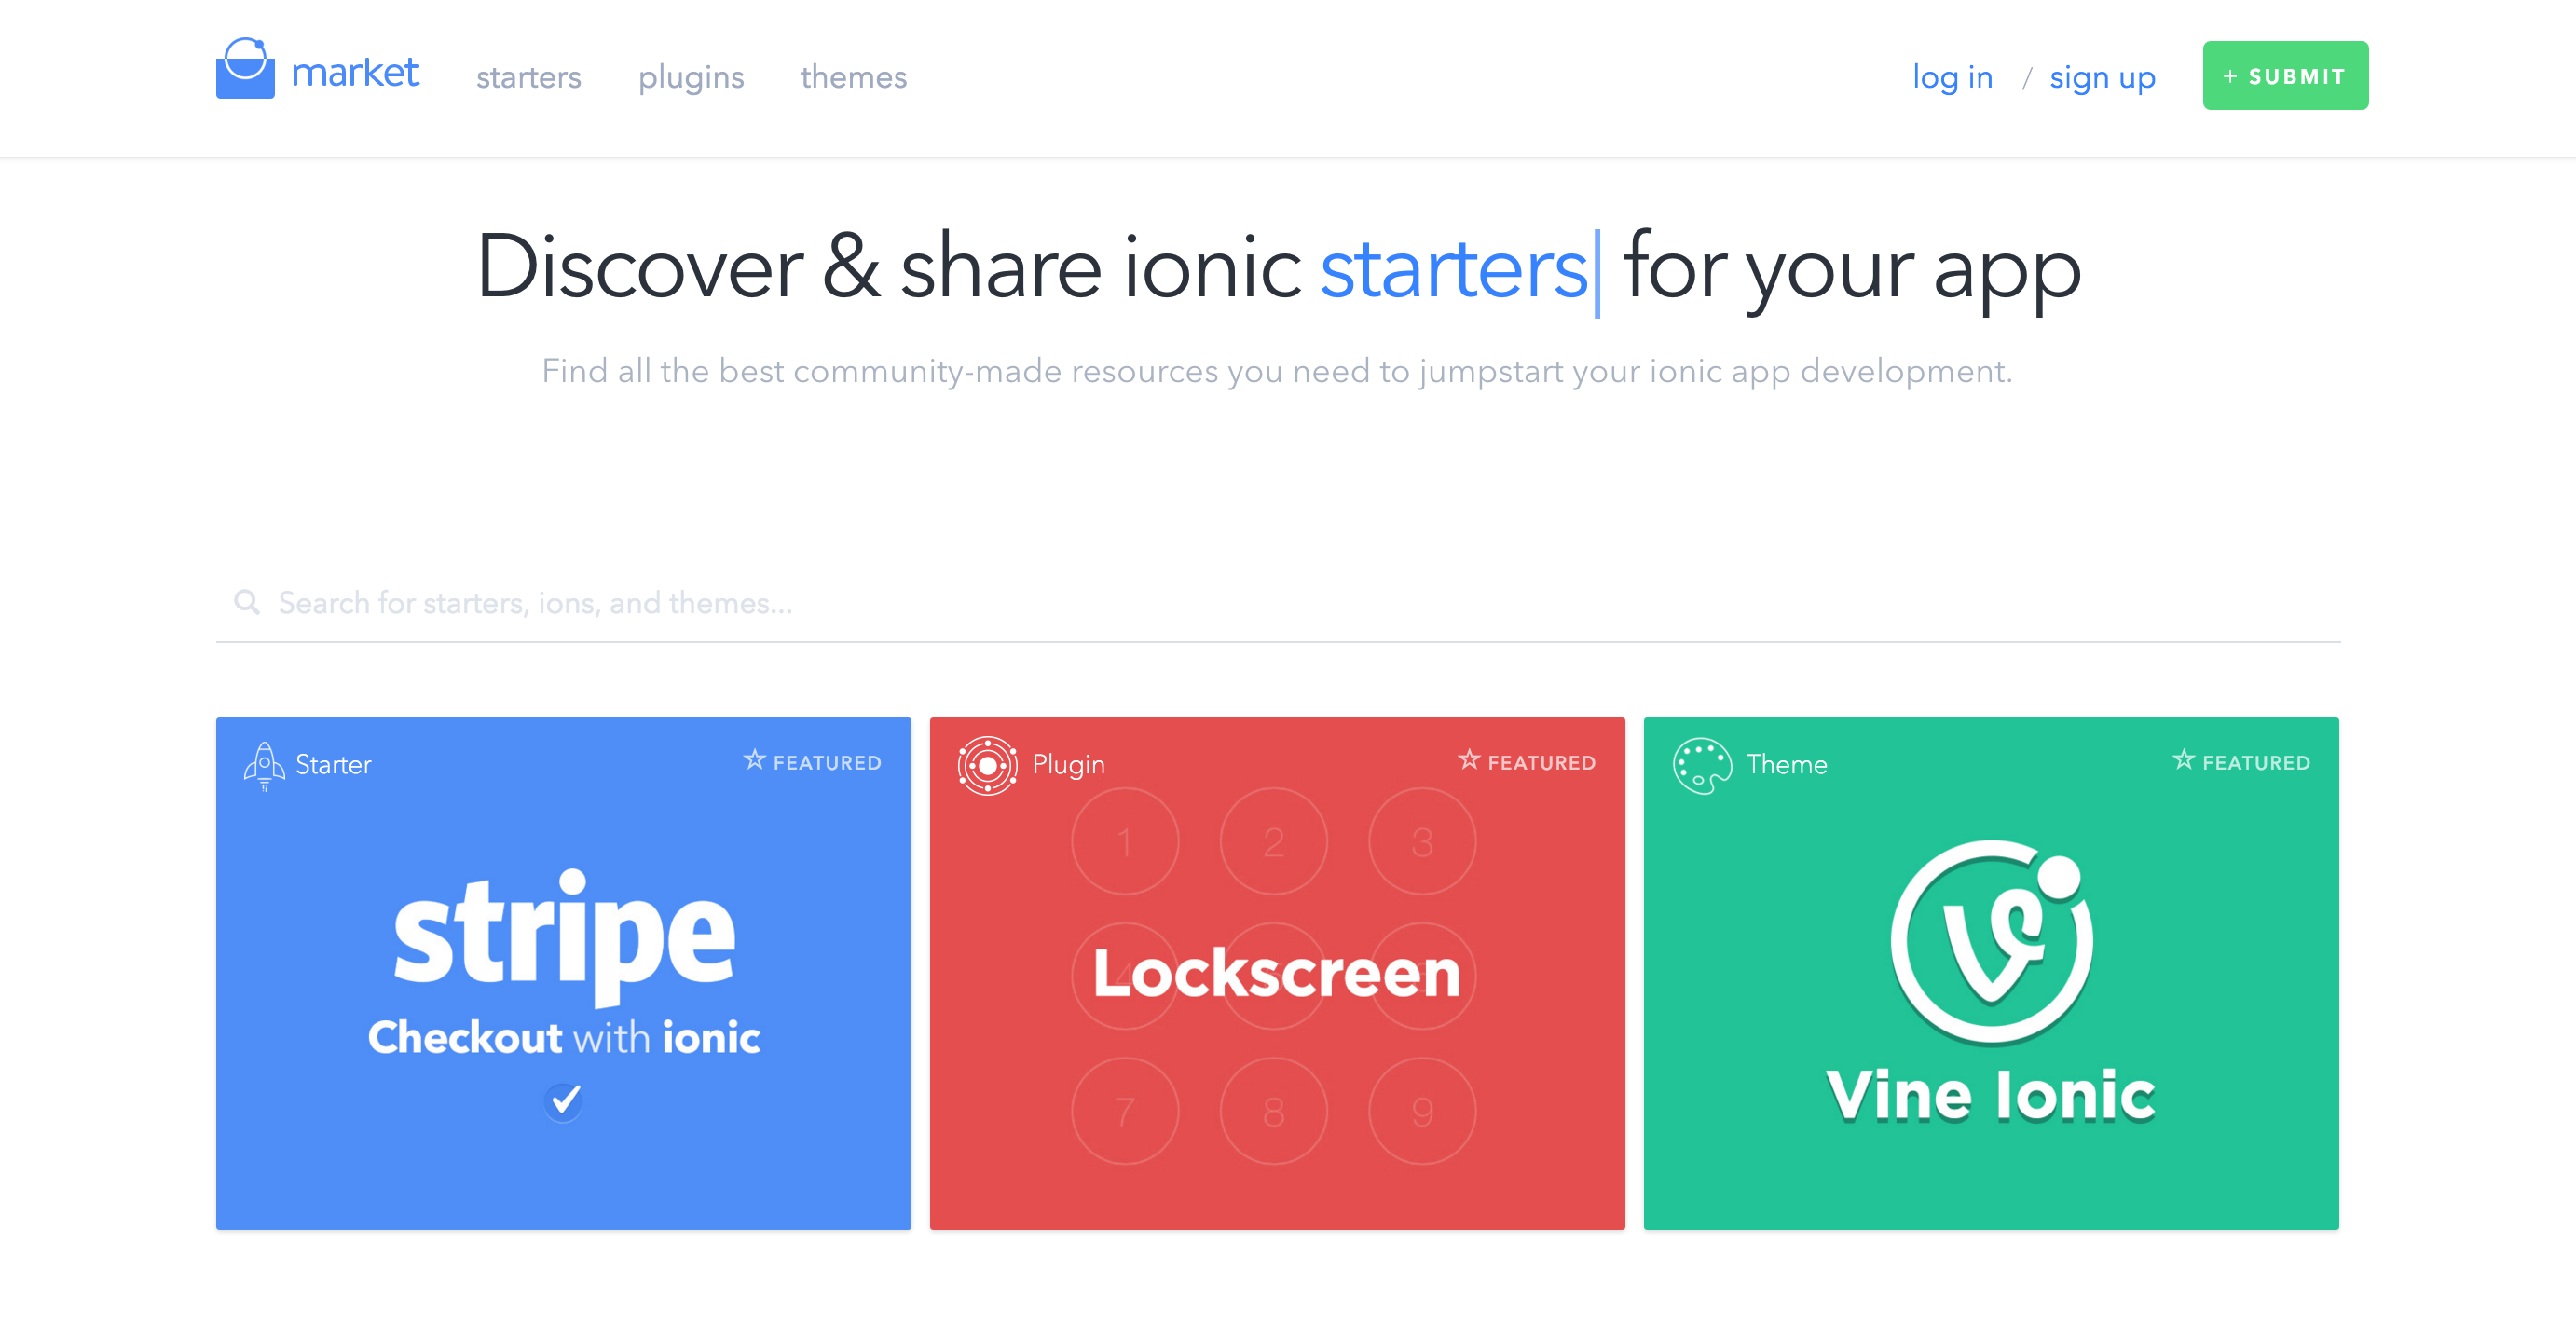 market starters plugins themes log in / sign up + SUBMIT
Discover & share ionic starters| for your app
Find all the best community-made resources you need to jumpstart your ionic app development.
Search for starters, ions, and themes...
Starter FEATURED
stripe
Checkout with ionic
Plugin FEATURED
1 2 3
4
Lockscreen
7 8 9
Theme FEATURED
Vine Ionic